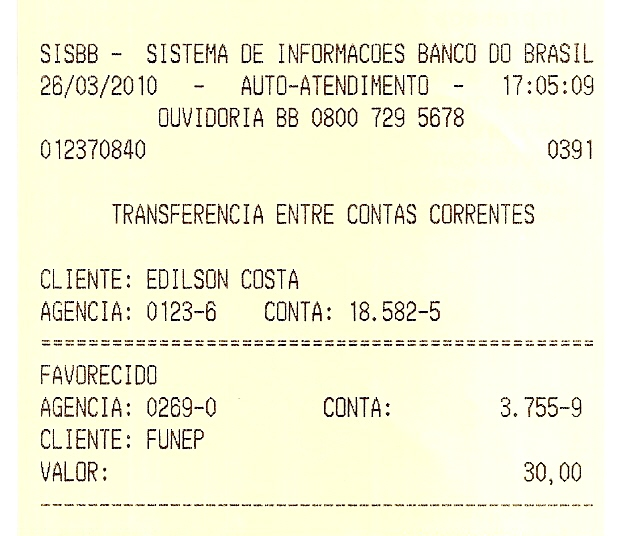 SISBB - SISTEMA DE INFORMACOES BANCO DO BRASIL
26/03/2010 - AUTO-ATENDIMENTO - 17:05:09
OUVIDORIA BB 0800 729 5678
012370840 0391
TRANSFERENCIA ENTRE CONTAS CORRENTES
CLIENTE: EDILSON COSTA
AGENCIA: 0123-6 CONTA: 18.582-5
================================================
FAVORECIDO
AGENCIA: 0269-0 CONTA: 3.755-9
CLIENTE: FUNEP
VALOR: 30,00
------------------------------------------------